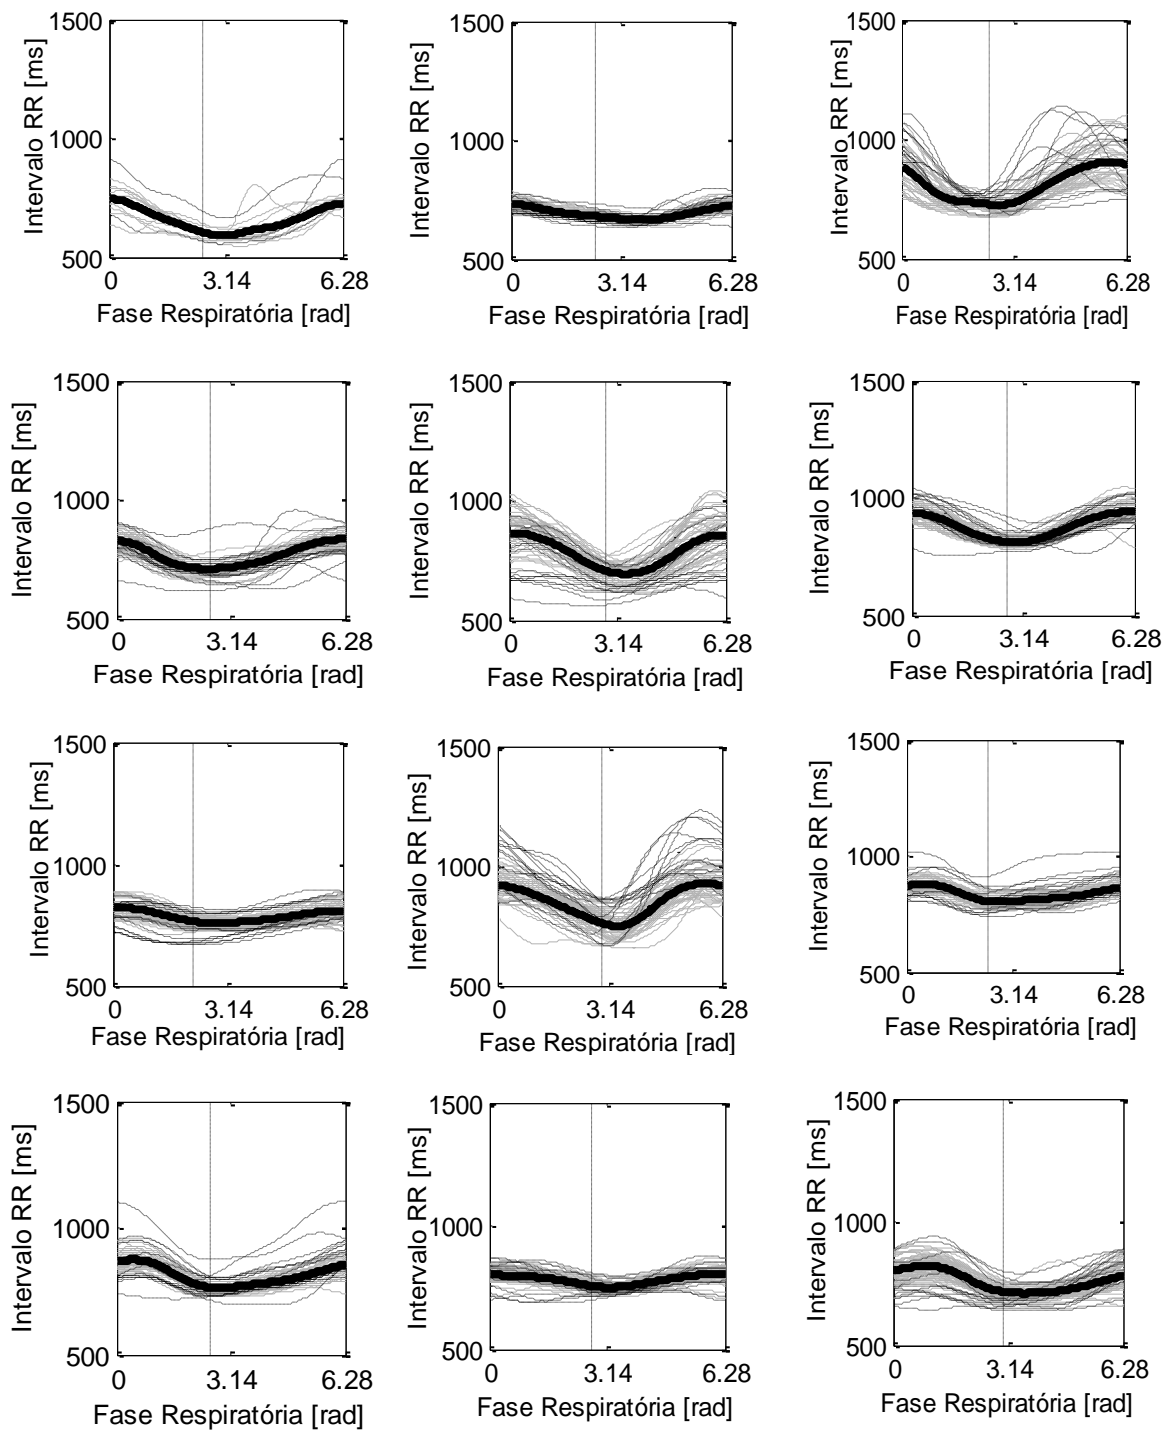 1500
1000
500
Intervalo RR [ms]
0 3.14 6.28
Fase Respiratória [rad]
1500
1000
500
Intervalo RR [ms]
0 3.14 6.28
Fase Respiratória [rad]
1500
1000
500
Intervalo RR [ms]
0 3.14 6.28
Fase Respiratória [rad]
1500
1000
500
Intervalo RR [ms]
0 3.14 6.28
Fase Respiratória [rad]
1500
1000
500
Intervalo RR [ms]
0 3.14 6.28
Fase Respiratória [rad]
1500
1000
500
Intervalo RR [ms]
0 3.14 6.28
Fase Respiratória [rad]
1500
1000
500
Intervalo RR [ms]
0 3.14 6.28
Fase Respiratória [rad]
1500
1000
500
Intervalo RR [ms]
0 3.14 6.28
Fase Respiratória [rad]
1500
1000
500
Intervalo RR [ms]
0 3.14 6.28
Fase Respiratória [rad]
1500
1000
500
Intervalo RR [ms]
0 3.14 6.28
Fase Respiratória [rad]
1500
1000
500
Intervalo RR [ms]
0 3.14 6.28
Fase Respiratória [rad]
1500
1000
500
Intervalo RR [ms]
0 3.14 6.28
Fase Respiratória [rad]